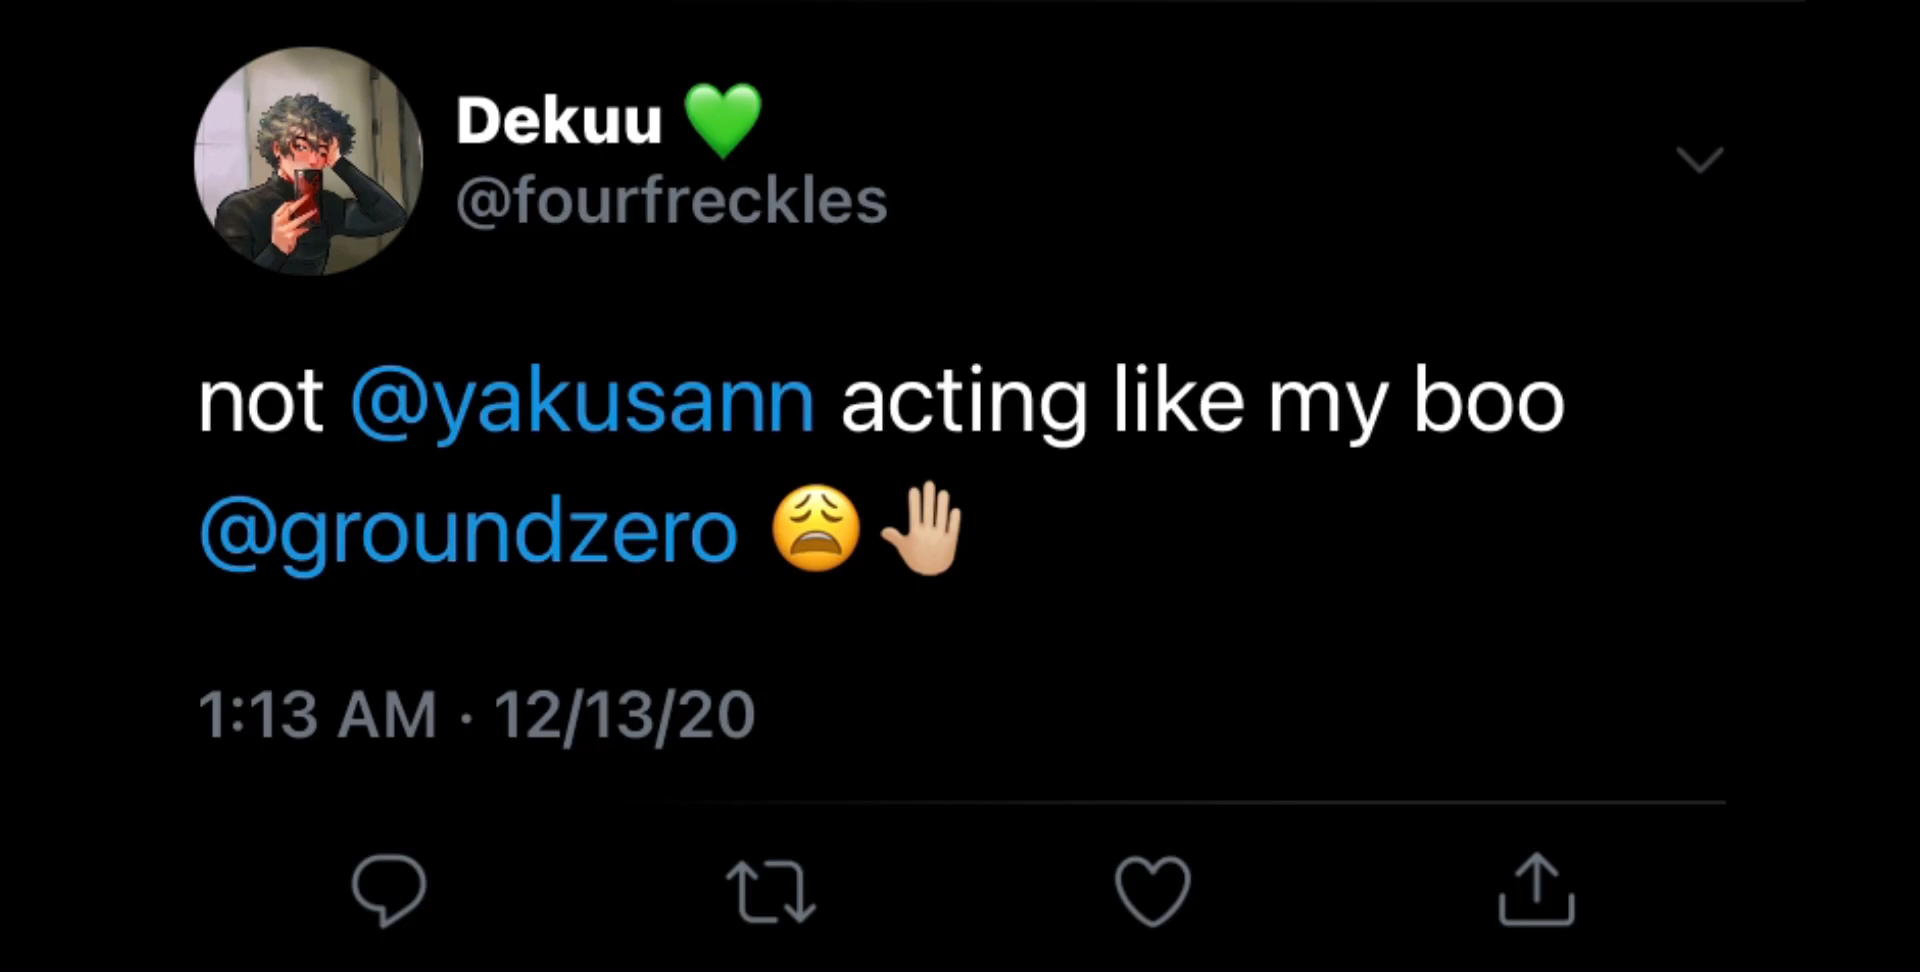 Dekuu 💚
@fourfreckles
not @yakusann acting like my boo
@groundzero 😩🤚🏼
1:13 AM · 12/13/20